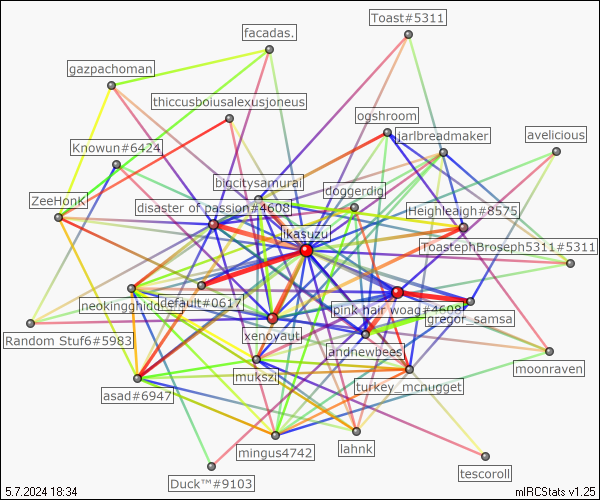 Toast#5311
facadas.
gazpachoman
thiccusboiusalexusjoneus
ogshroom
jarlbreadmaker
avelicious
Knowun#6424
bigcitysamurai
doggerdig
ZeeHonK
disaster of passion#4608
Heighleaigh#8575
ikasuzu
ToastephBroseph5311#5311
neokingghidorah
default#0617
pink hair woag#4608
gregor_samsa
Random Stuf6#5983
xenovaut
andnewbees
mukszi
moonraven
asad#6947
turkey_mcnugget
mingus4742
lahnk
Duck™#9103
tescoroll
5.7.2024 18:34
mIRCStats v1.25